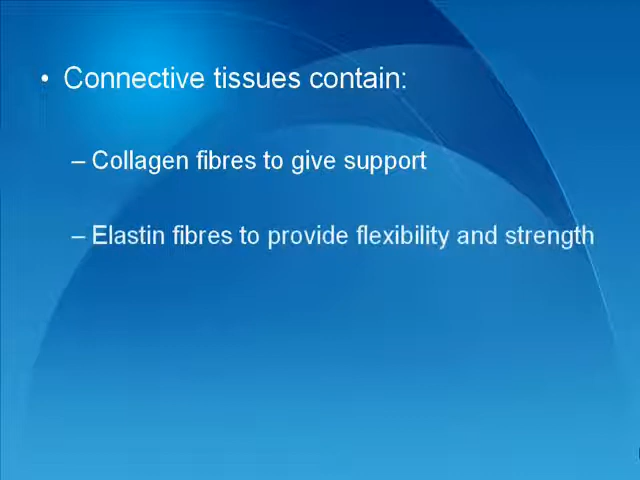 • Connective tissues contain:
– Collagen fibres to give support
– Elastin fibres to provide flexibility and strength